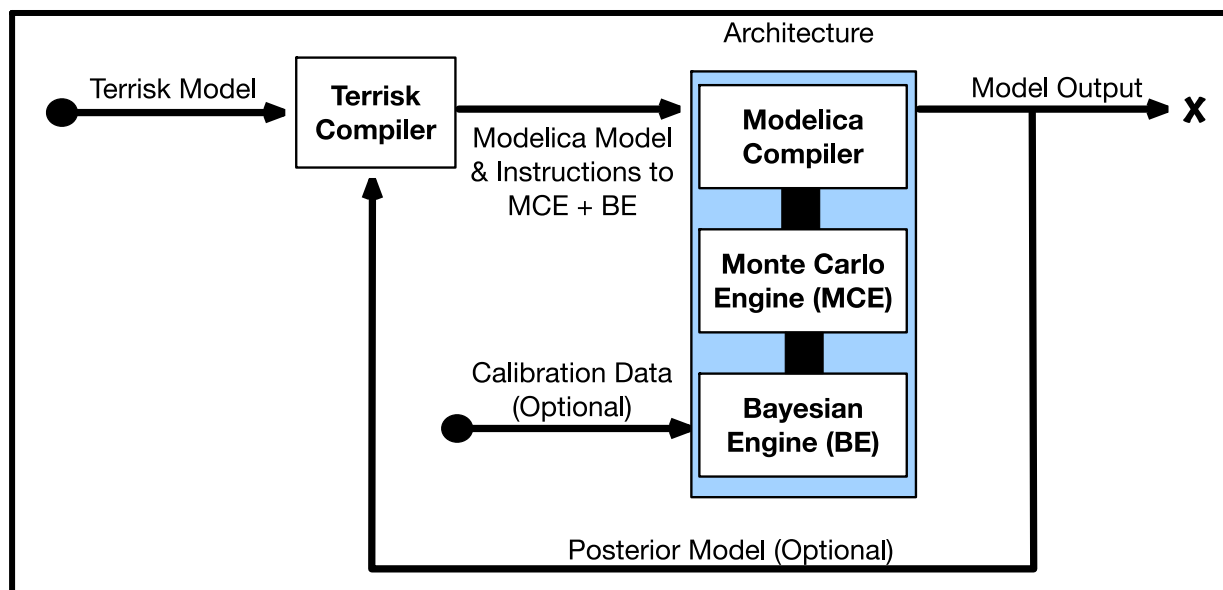 Architecture
Terrisk Model
Terrisk
Compiler
Modelica Model
& Instructions to
MCE + BE
Modelica
Compiler
Model Output
X
Monte Carlo
Engine (MCE)
Calibration Data
(Optional)
Bayesian
Engine (BE)
Posterior Model (Optional)